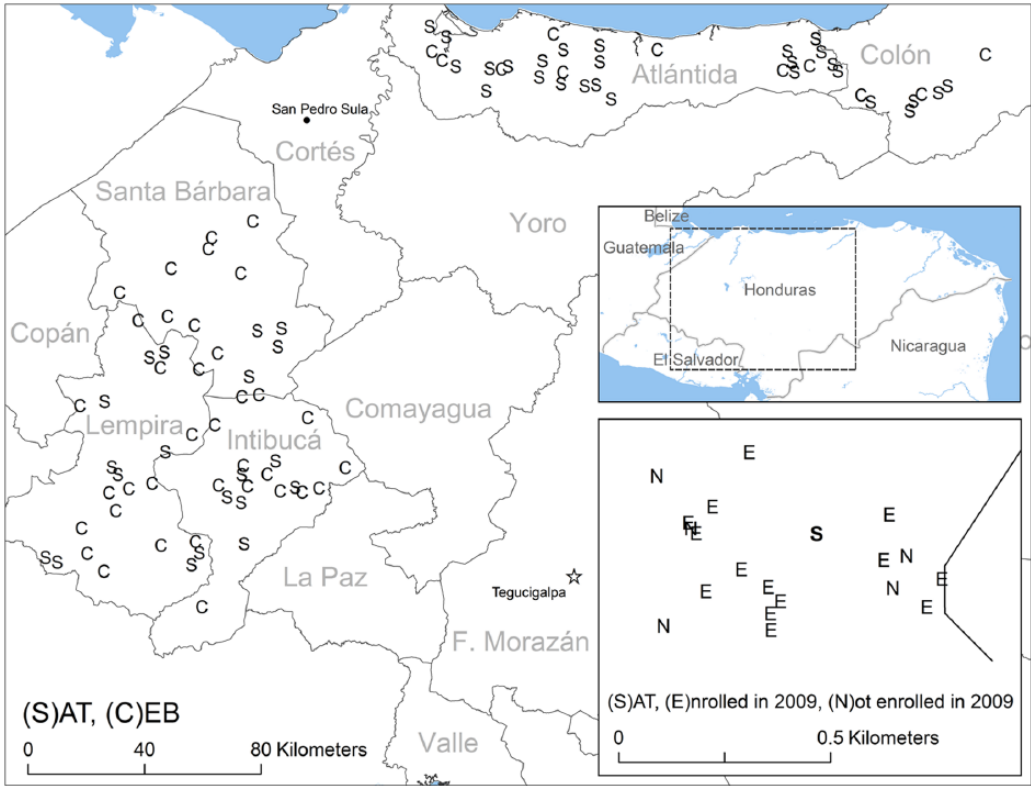 S S C S S
Colón
C S C S S C
C S S S S S
S S C S C S C S C S S
Atlántida
S S S S S
S S C S C S S
San Pedro Sula
S S
Cortés
Santa Bárbara
C
Yoro
Belize
C
C
Guatemala
C C
Honduras
C
C C C
Copán
S S
Nicaragua
S S C S
El Salvador
C C
S
C C
C S
Comayagua
C
Lempira
C C
Intibucá
S
E
S C S C
S S C
N
C C C C S C C S C C
S S
C
E
E
C
E
E
S
C C S
C S
E
S S S
E
N
C
La Paz
E
E
E
N
Tegucigalpa
E
E
C
E
E
N
E
F. Morazán
(S)AT, (E)nrolled in 2009, (N)ot enrolled in 2009
(S)AT, (C)EB
0 0.5 Kilometers
Valle
0 40 80 Kilometers